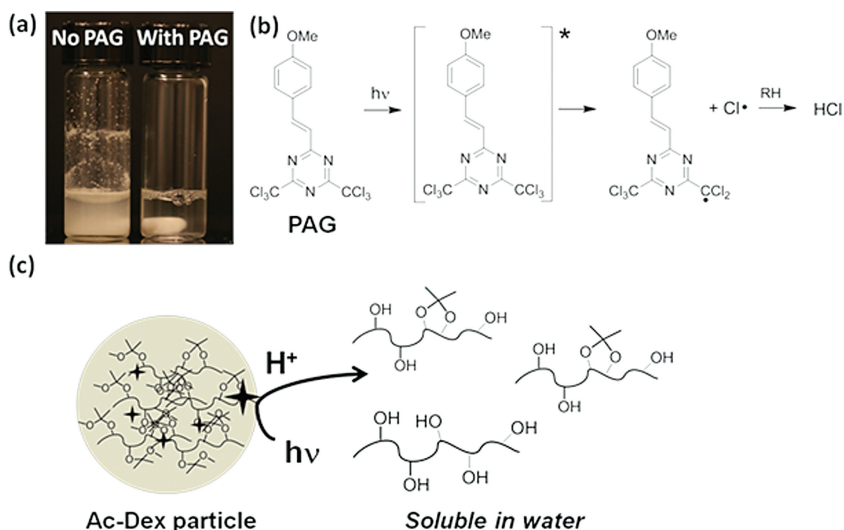 (a)
No PAG With PAG
(b)
OMe
N N
N
Cl₃C CCl₃
PAG
hν
OMe
N N
N
Cl₃C CCl₃
*
OMe
N N
N
Cl₃C CCl₂
•
+ Cl•
RH
HCl
(c)
H⁺
hν
Ac-Dex particle
OH
OH
O O
OH
OH
OH
O O
OH
OH
HO
OH
OH
OH
Soluble in water